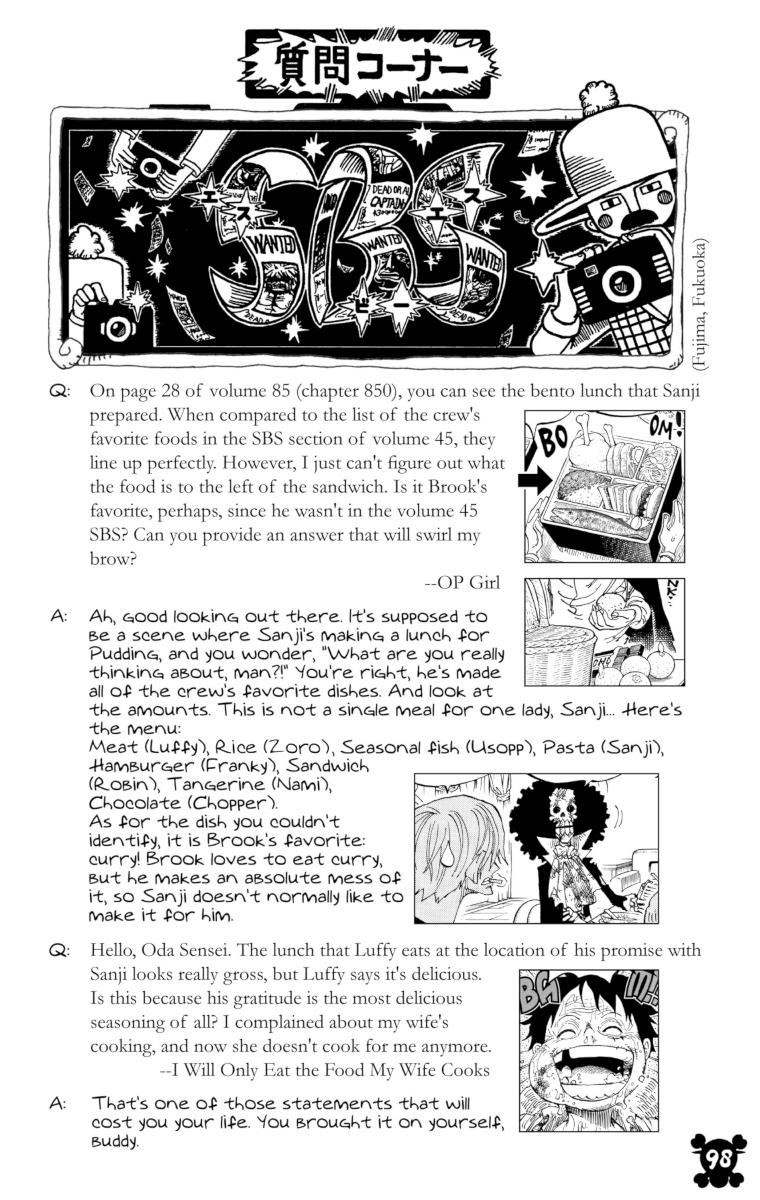 質問コーナー
エス
ビー
エス
WANTED
DEAD OR AL
CAPTAIN
WANTED
WANTED
DEAD OR
(Fujima, Fukuoka)
Q: On page 28 of volume 85 (chapter 850), you can see the bento lunch that Sanji
prepared. When compared to the list of the crew's
favorite foods in the SBS section of volume 45, they
line up perfectly. However, I just can't figure out what
the food is to the left of the sandwich. Is it Brook's
favorite, perhaps, since he wasn't in the volume 45
SBS? Can you provide an answer that will swirl my
brow?
--OP Girl
BO
OM!
A: Ah, good looking out there. It's supposed to
be a scene where Sanji's making a lunch for
Pudding, and you wonder, "What are you really
thinking about, man?!" You're right, he's made
all of the crew's favorite dishes. And look at
the amounts. This is not a single meal for one lady, Sanji... Here's
the menu:
Meat (Luffy), Rice (Zoro), Seasonal fish (Usopp), Pasta (Sanji),
Hamburger (Franky), Sandwich
(Robin), Tangerine (Nami),
Chocolate (Chopper).
As for the dish you couldn't
identify, it is Brook's favorite:
curry! Brook loves to eat curry,
but he makes an absolute mess of
it, so Sanji doesn't normally like to
make it for him.
Q: Hello, Oda Sensei. The lunch that Luffy eats at the location of his promise with
Sanji looks really gross, but Luffy says it's delicious.
Is this because his gratitude is the most delicious
seasoning of all? I complained about my wife's
cooking, and now she doesn't cook for me anymore.
--I Will Only Eat the Food My Wife Cooks
A: That's one of those statements that will
cost you your life. You brought it on yourself,
buddy.
98